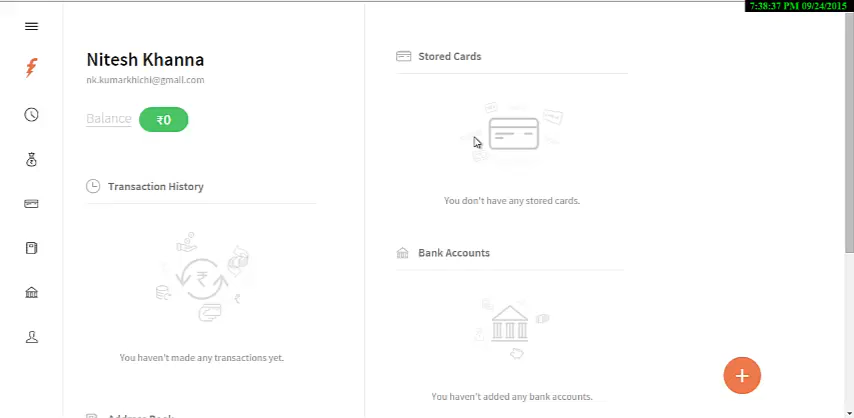 7:38:37 PM 09/24/2015
Nitesh Khanna
nk.kumarkhichi@gmail.com
Balance ₹0
Transaction History
You haven't made any transactions yet.
Address Book
Stored Cards
You don't have any stored cards.
Bank Accounts
You haven't added any bank accounts.